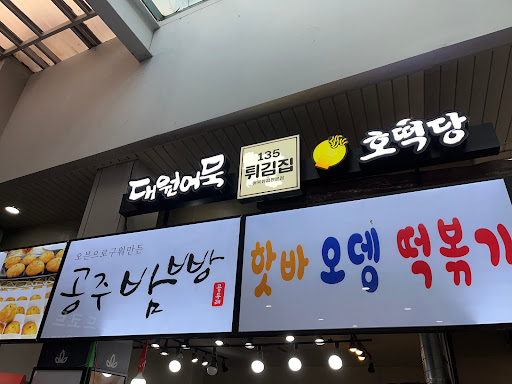 대원어묵
135
튀김집
호떡당
오븐으로구워만든
공주밤빵
핫바 오뎅 떡볶기